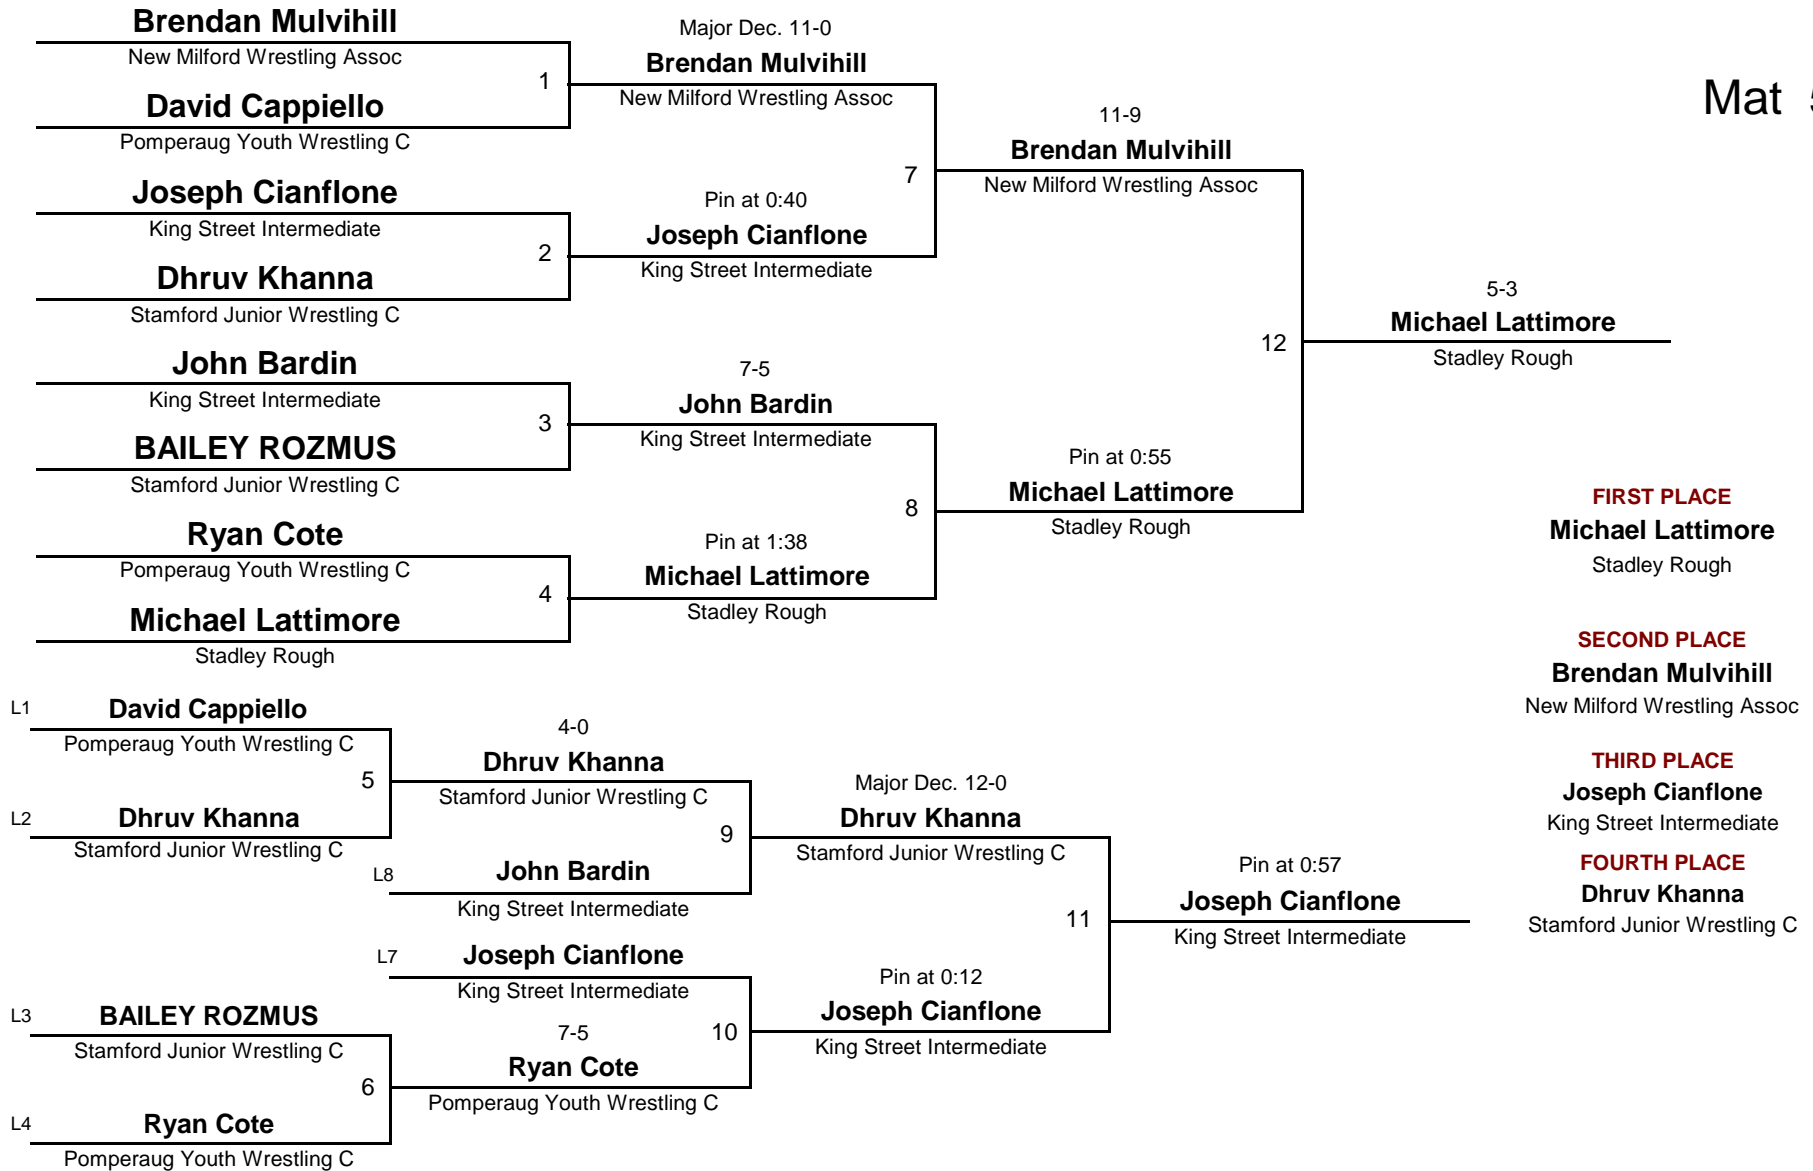 Brendan Mulvihill
New Milford Wrestling Assoc
1
David Cappiello
Pomperaug Youth Wrestling C
Joseph Cianflone
King Street Intermediate
2
Dhruv Khanna
Stamford Junior Wrestling C
John Bardin
King Street Intermediate
3
BAILEY ROZMUS
Stamford Junior Wrestling C
Ryan Cote
Pomperaug Youth Wrestling C
4
Michael Lattimore
Stadley Rough
Major Dec. 11-0
Brendan Mulvihill
New Milford Wrestling Assoc
7
Pin at 0:40
Joseph Cianflone
King Street Intermediate
7-5
John Bardin
King Street Intermediate
8
Pin at 1:38
Michael Lattimore
Stadley Rough
11-9
Brendan Mulvihill
New Milford Wrestling Assoc
12
Pin at 0:55
Michael Lattimore
Stadley Rough
5-3
Michael Lattimore
Stadley Rough
Mat
L1 David Cappiello
Pomperaug Youth Wrestling C
5
L2 Dhruv Khanna
Stamford Junior Wrestling C
L3 BAILEY ROZMUS
Stamford Junior Wrestling C
6
L4 Ryan Cote
Pomperaug Youth Wrestling C
4-0
Dhruv Khanna
Stamford Junior Wrestling C
9
L8 John Bardin
King Street Intermediate
L7 Joseph Cianflone
King Street Intermediate
10
7-5
Ryan Cote
Pomperaug Youth Wrestling C
Major Dec. 12-0
Dhruv Khanna
Stamford Junior Wrestling C
11
Pin at 0:12
Joseph Cianflone
King Street Intermediate
Pin at 0:57
Joseph Cianflone
King Street Intermediate
FIRST PLACE
Michael Lattimore
Stadley Rough
SECOND PLACE
Brendan Mulvihill
New Milford Wrestling Assoc
THIRD PLACE
Joseph Cianflone
King Street Intermediate
FOURTH PLACE
Dhruv Khanna
Stamford Junior Wrestling C